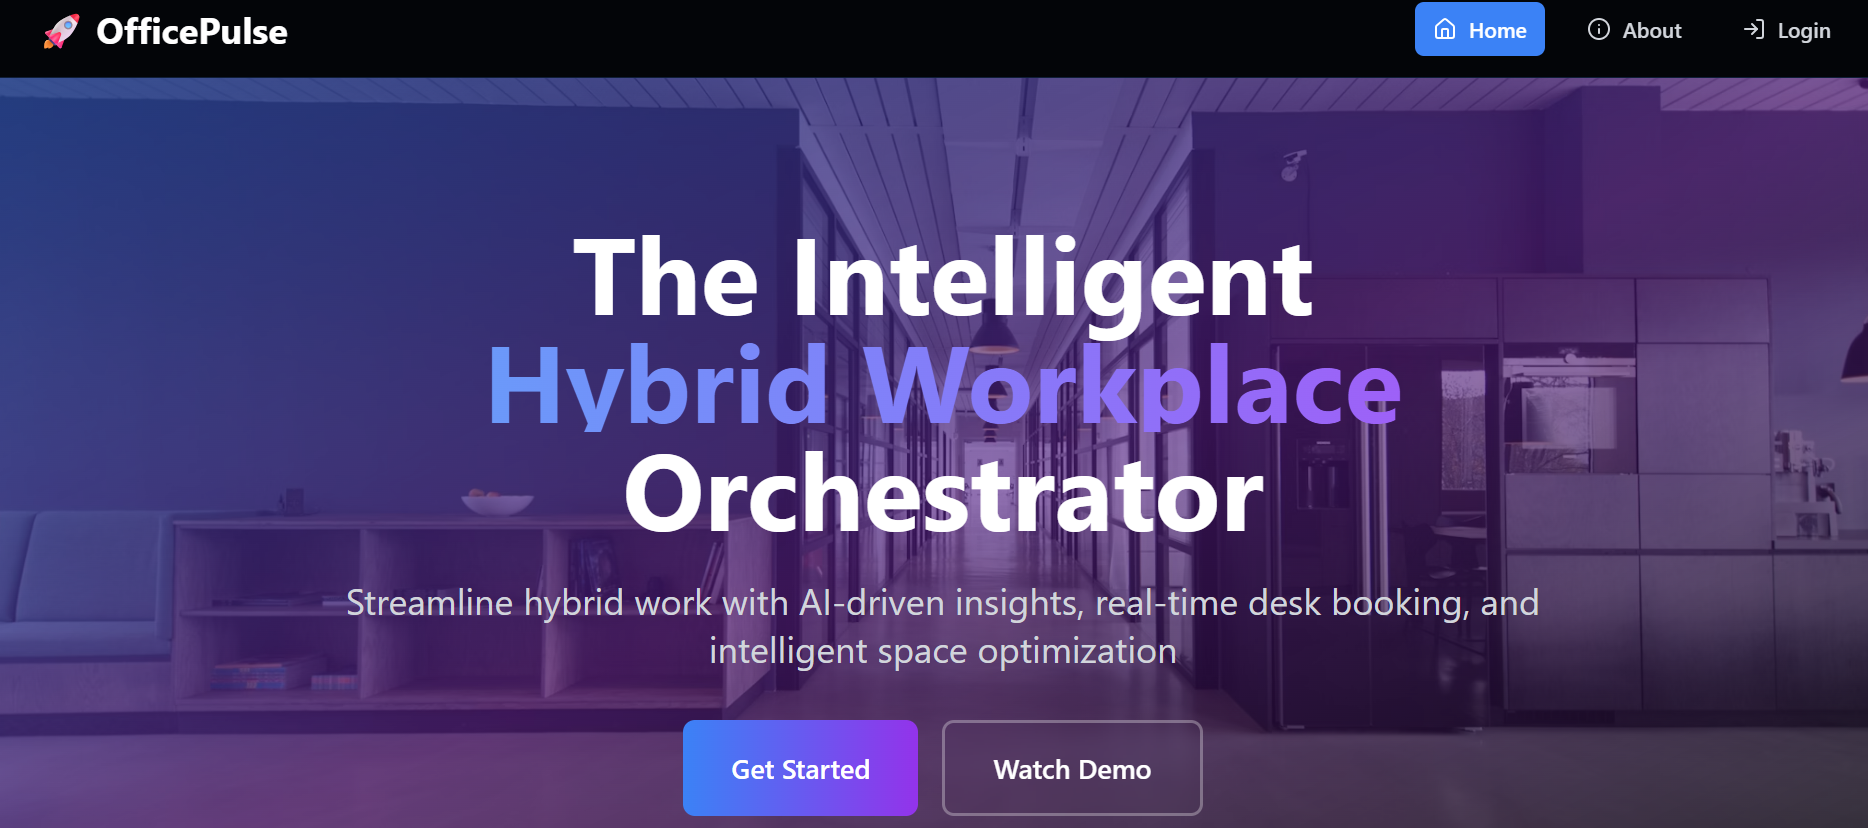 OfficePulse
Home
About
Login
The Intelligent
Hybrid Workplace
Orchestrator
Streamline hybrid work with AI-driven insights, real-time desk booking, and
intelligent space optimization
Get Started
Watch Demo